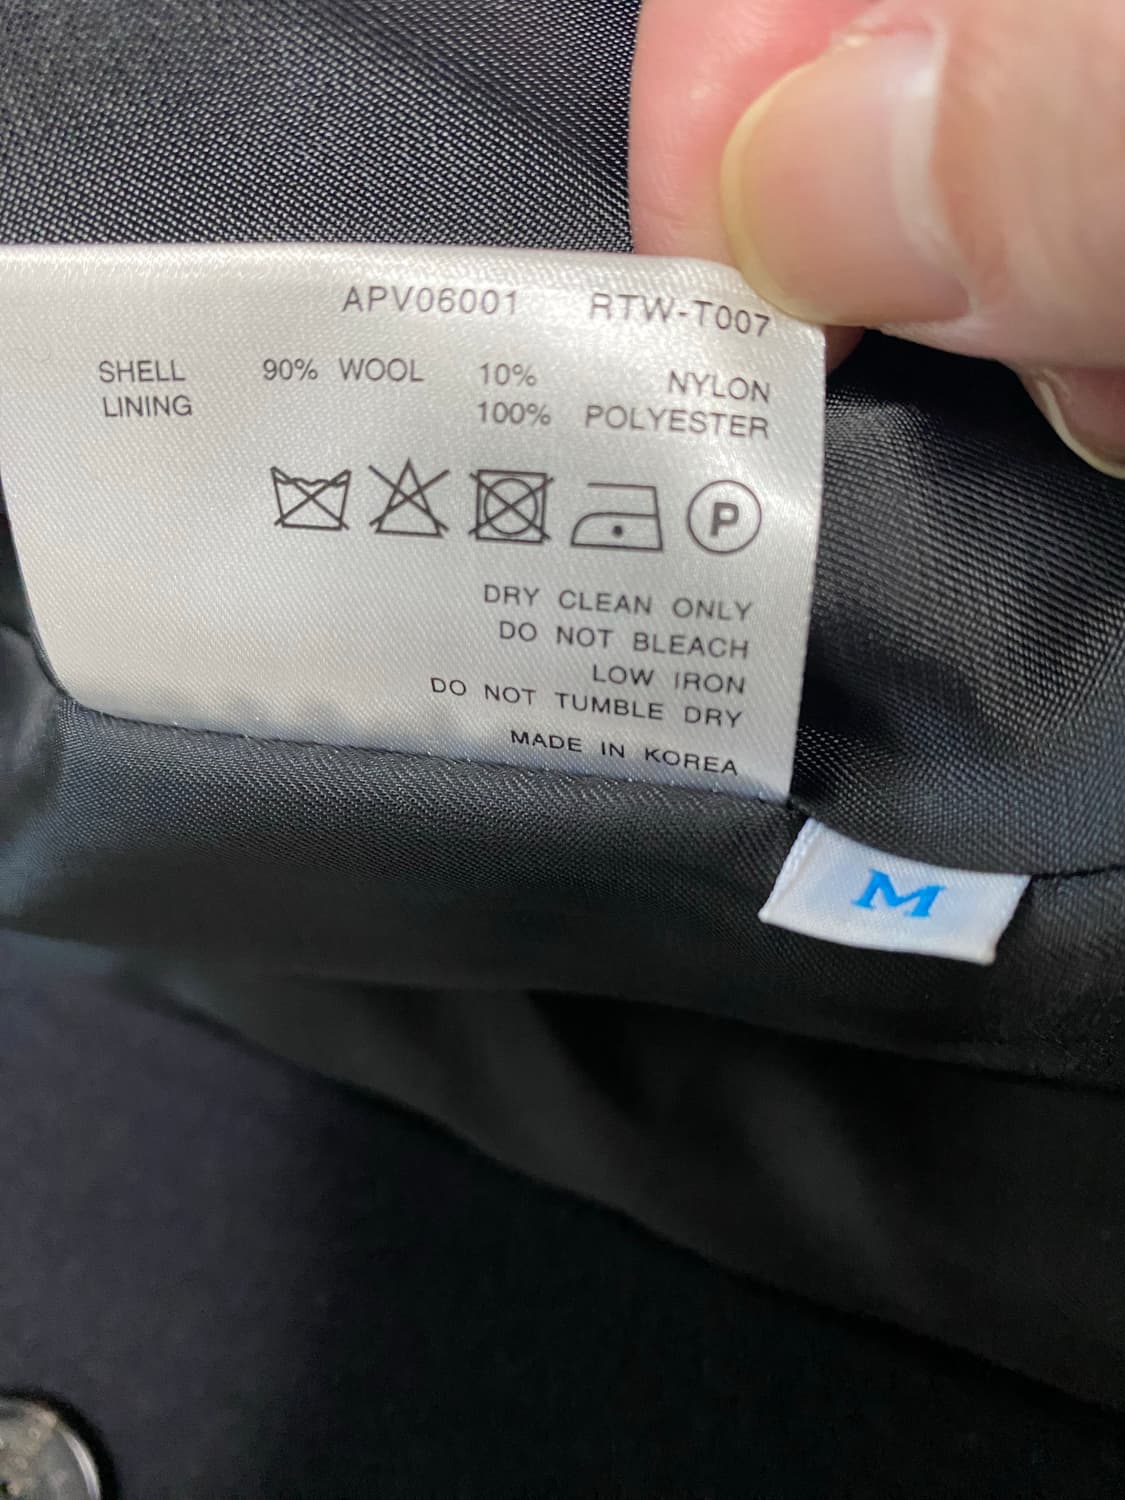 APV06001 RTW-T007
SHELL 90% WOOL 10% NYLON
LINING 100% POLYESTER
P
DRY CLEAN ONLY
DO NOT BLEACH
LOW IRON
DO NOT TUMBLE DRY
MADE IN KOREA
M